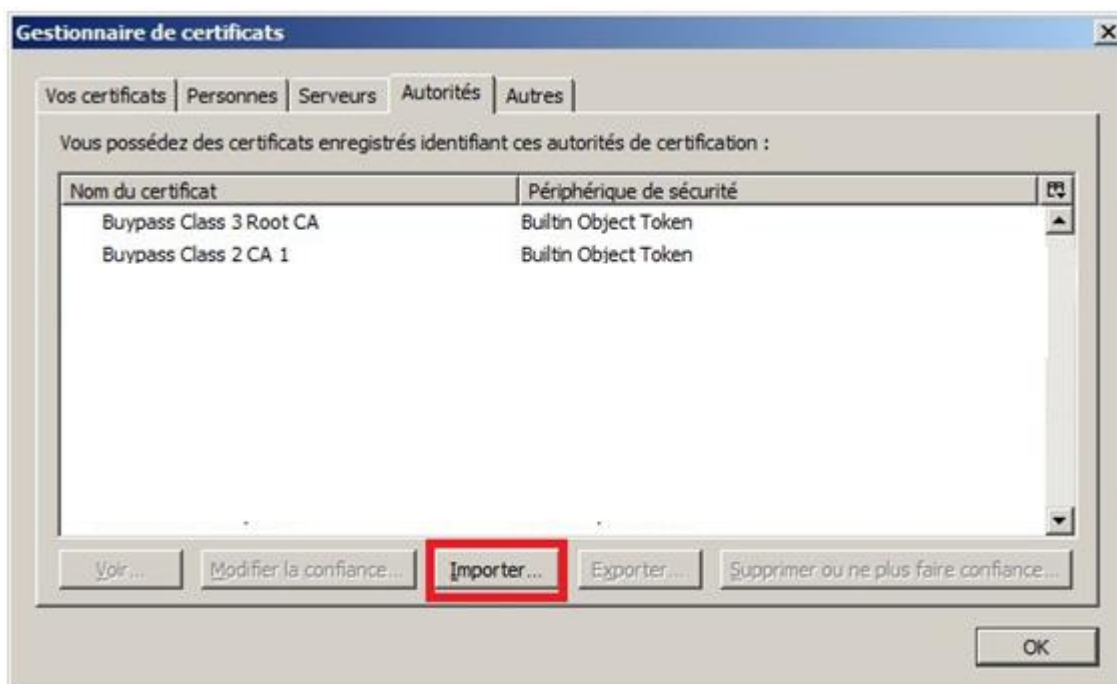 Gestionnaire de certificats
Vos certificats Personnes Serveurs Autorités Autres
Vous possédez des certificats enregistrés identifiant ces autorités de certification :
Nom du certificat Périphérique de sécurité
Buypass Class 3 Root CA Builtin Object Token
Buypass Class 2 CA 1 Builtin Object Token
Voir... Modifier la confiance... Importer... Exporter... Supprimer ou ne plus faire confiance...
OK